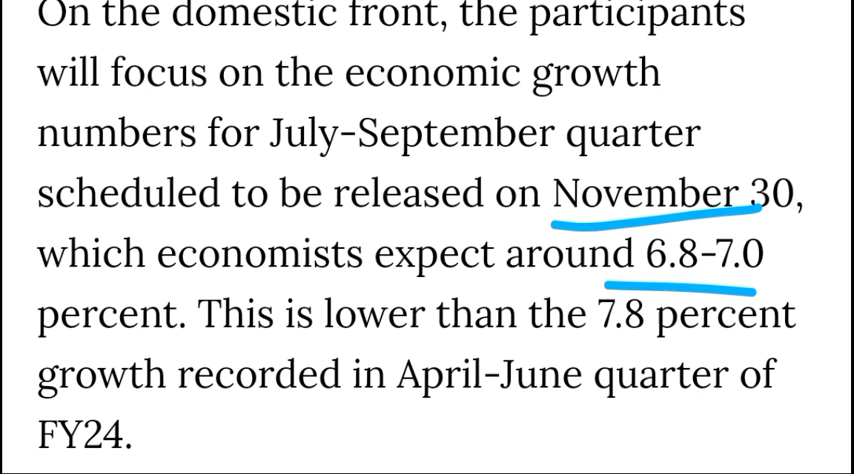 On the domestic front, the participants
will focus on the economic growth
numbers for July-September quarter
scheduled to be released on November 30,
which economists expect around 6.8-7.0
percent. This is lower than the 7.8 percent
growth recorded in April-June quarter of
FY24.